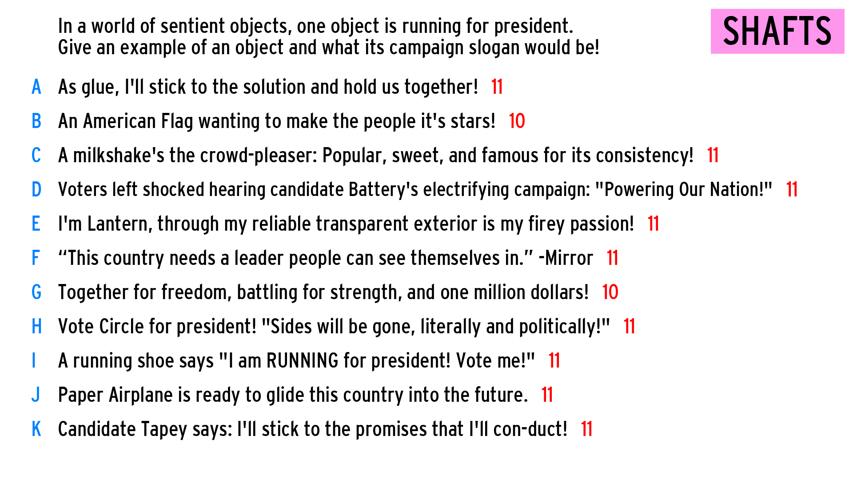 In a world of sentient objects, one object is running for president.
Give an example of an object and what its campaign slogan would be!
SHAFTS
A As glue, I'll stick to the solution and hold us together! 11
B An American Flag wanting to make the people it's stars! 10
C A milkshake's the crowd-pleaser: Popular, sweet, and famous for its consistency! 11
D Voters left shocked hearing candidate Battery's electrifying campaign: "Powering Our Nation!" 11
E I'm Lantern, through my reliable transparent exterior is my firey passion! 11
F “This country needs a leader people can see themselves in.” -Mirror 11
G Together for freedom, battling for strength, and one million dollars! 10
H Vote Circle for president! "Sides will be gone, literally and politically!" 11
I A running shoe says "I am RUNNING for president! Vote me!" 11
J Paper Airplane is ready to glide this country into the future. 11
K Candidate Tapey says: I'll stick to the promises that I'll con-duct! 11